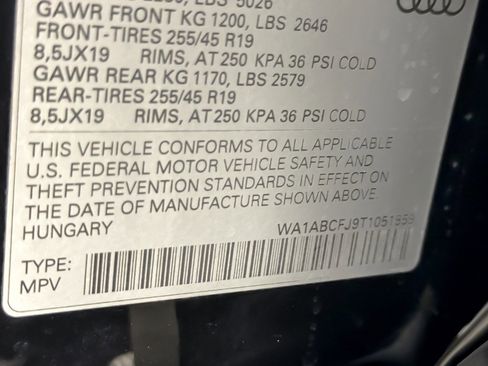 LBS 5026
GAWR FRONT KG 1200, LBS 2646
FRONT-TIRES 255/45 R19
8,5JX19 RIMS, AT 250 KPA 36 PSI COLD
GAWR REAR KG 1170, LBS 2579
REAR-TIRES 255/45 R19
8,5JX19 RIMS, AT 250 KPA 36 PSI COLD
THIS VEHICLE CONFORMS TO ALL APPLICABLE
U.S. FEDERAL MOTOR VEHICLE SAFETY AND
THEFT PREVENTION STANDARDS IN EFFECT ON
THE DATE OF MANUFACTURE SHOWN ABOVE.
HUNGARY WA1ABCFJ9T1051959
TYPE:
MPV